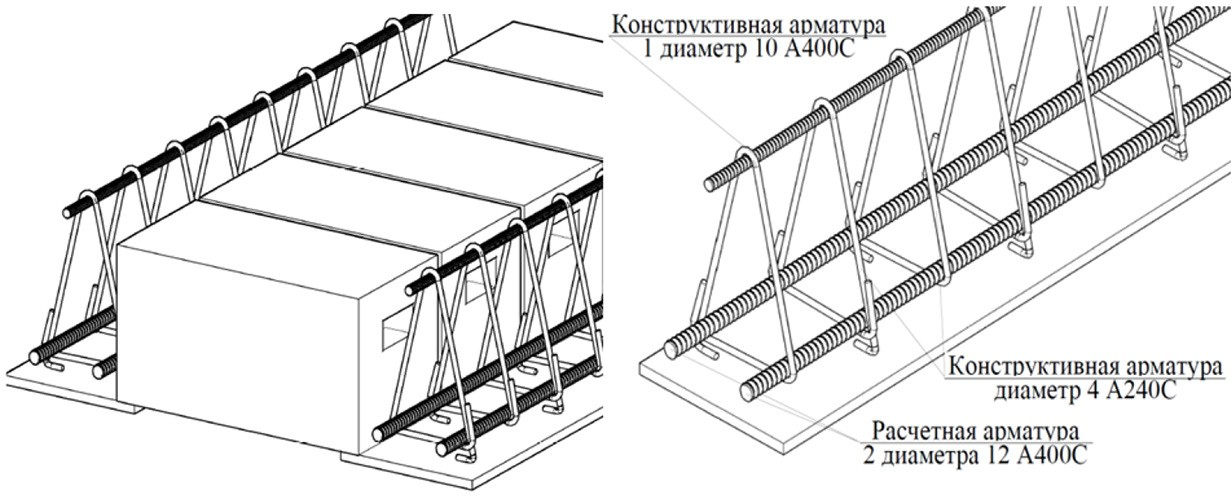 Конструктивная арматура
1 диаметр 10 А400С
Конструктивная арматура
диаметр 4 А240С
Расчетная арматура
2 диаметра 12 А400С